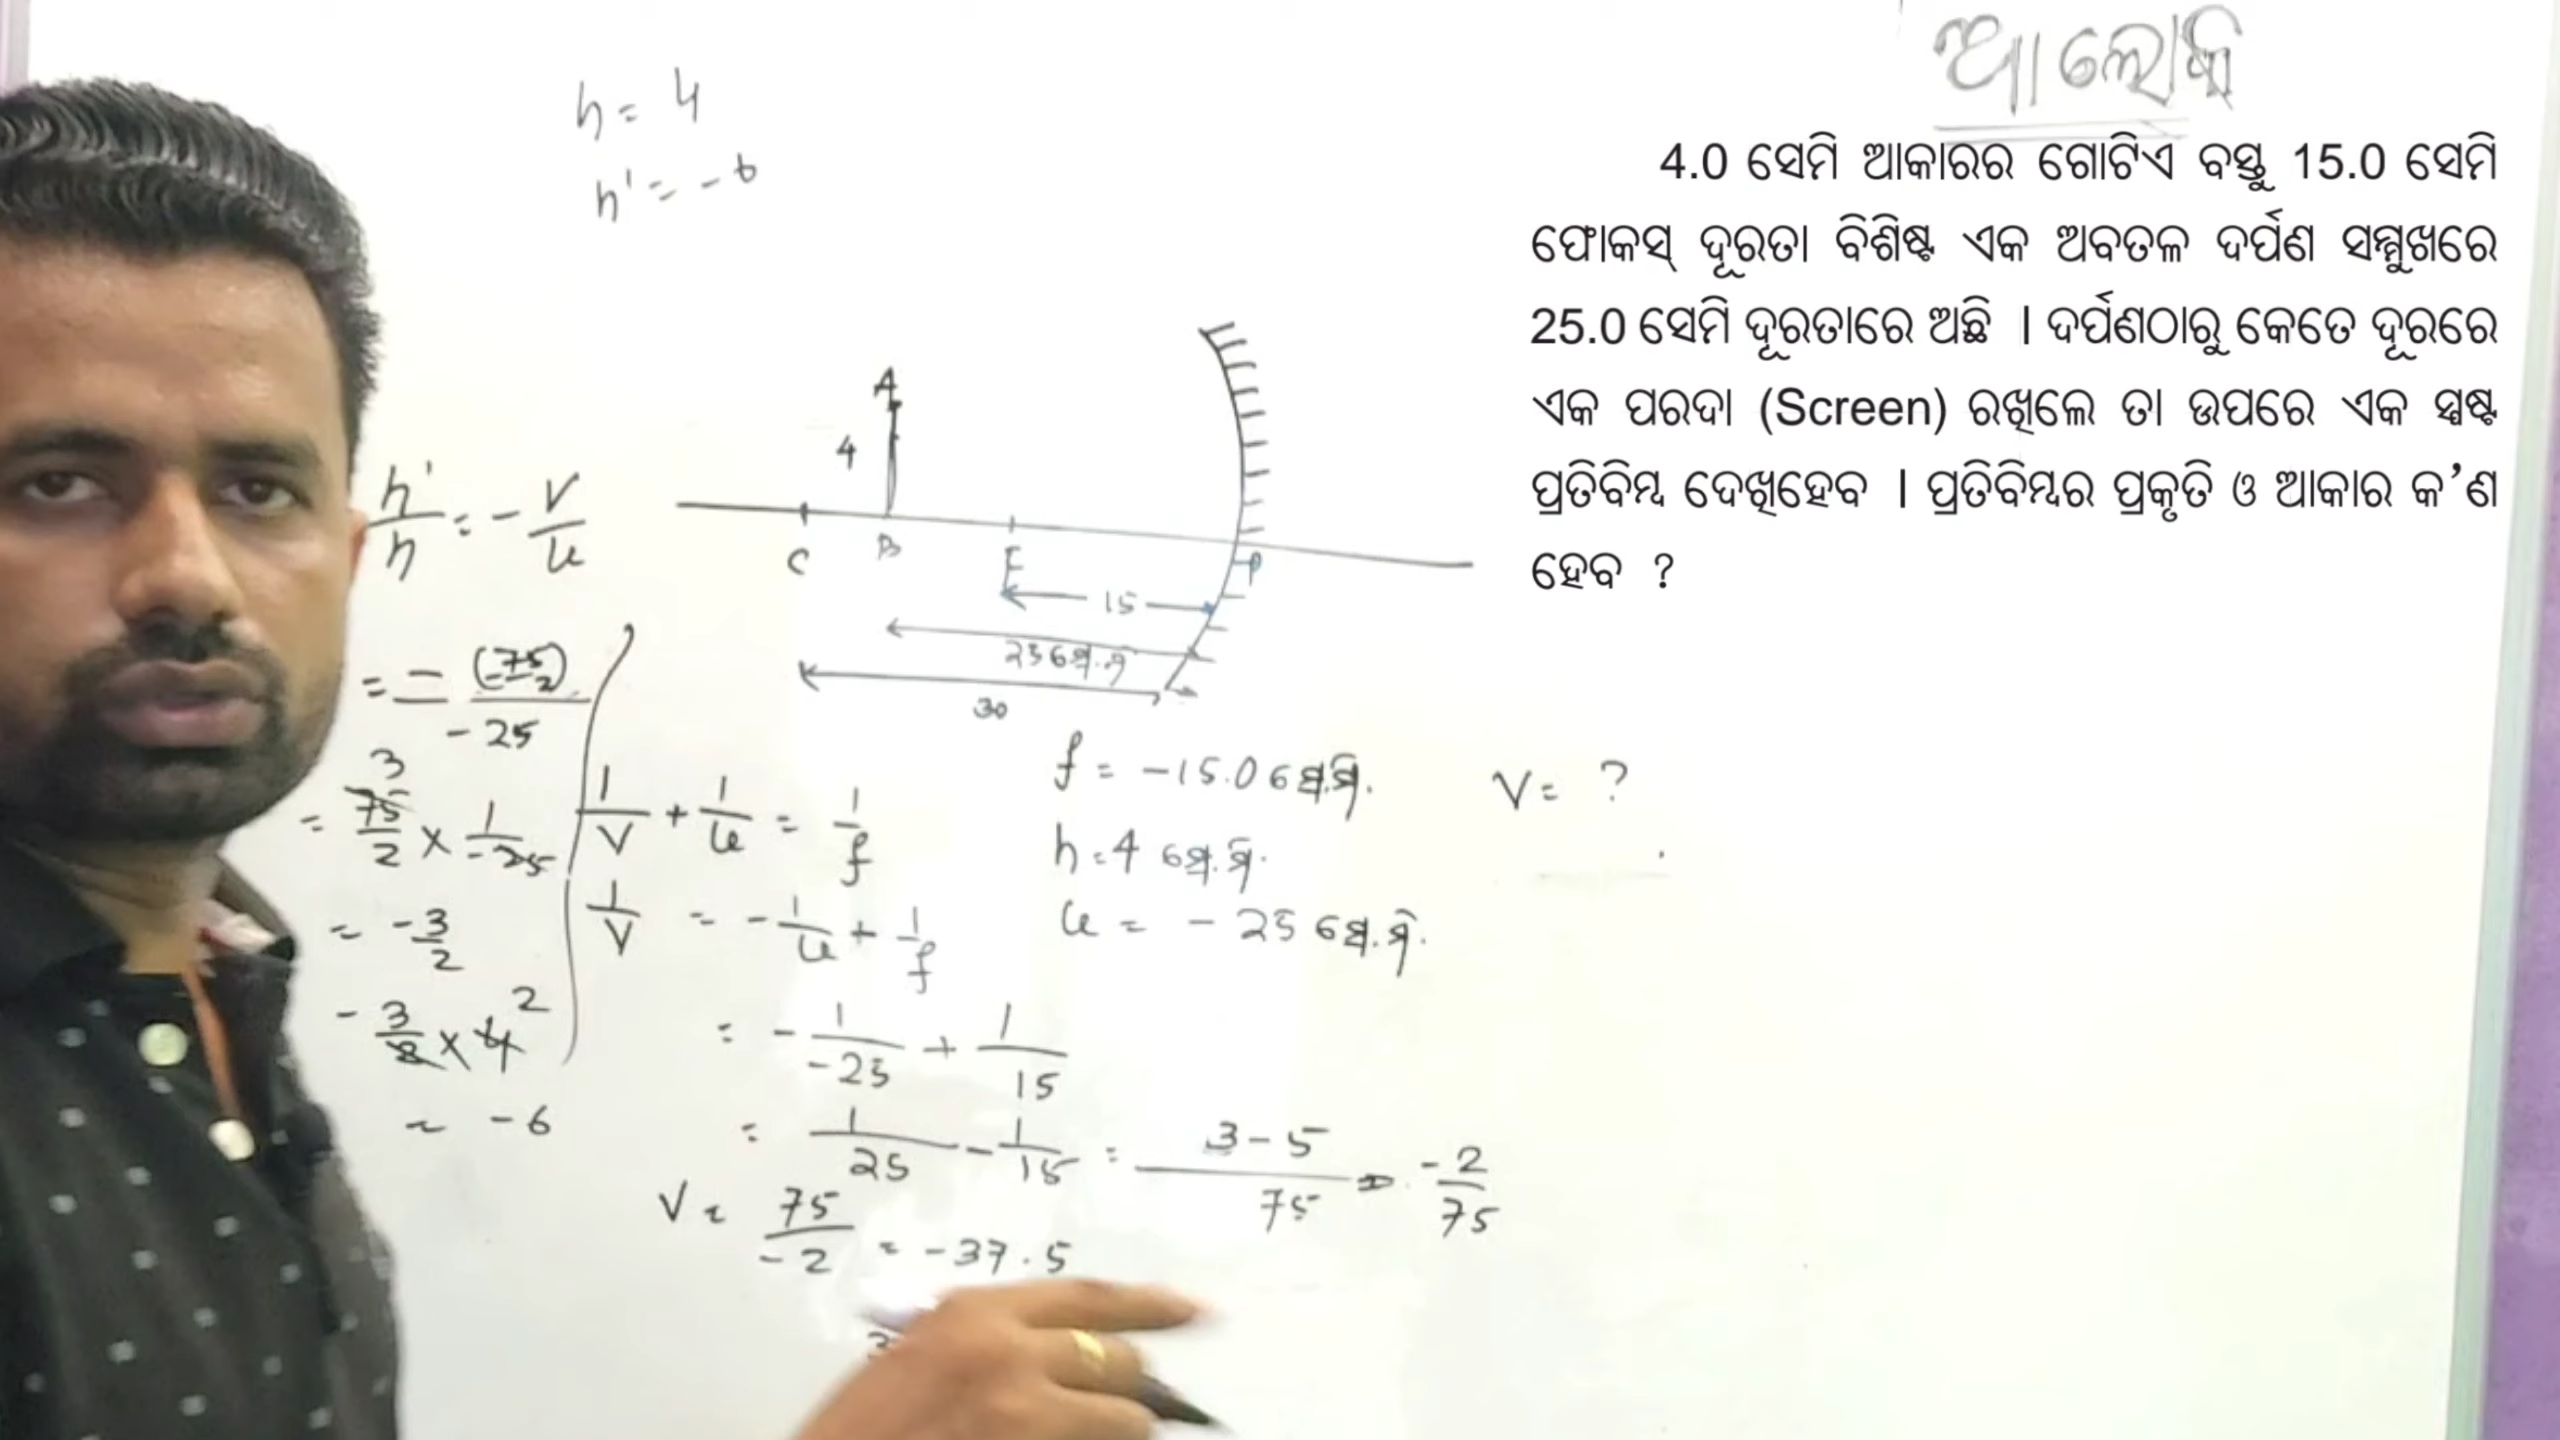 ଆଲୋକ
4.0 ସେମି ଆକାରର ଗୋଟିଏ ବସ୍ତୁ 15.0 ସେମି
ଫୋକସ୍ ଦୂରତା ବିଶିଷ୍ଟ ଏକ ଅବତଳ ଦର୍ପଣ ସମ୍ମୁଖରେ
25.0 ସେମି ଦୂରତାରେ ଅଛି । ଦର୍ପଣଠାରୁ କେତେ ଦୂରରେ
ଏକ ପରଦା (Screen) ରଖିଲେ ତା ଉପରେ ଏକ ସ୍ପଷ୍ଟ
ପ୍ରତିବିମ୍ବ ଦେଖିହେବ । ପ୍ରତିବିମ୍ବର ପ୍ରକୃତି ଓ ଆକାର କ’ଣ
ହେବ ?
h = 4
h' = -6
A
4
C B F P
15
25 ସେ.ମି
30
h'/h = - v/u
= - (-75/2) / -25
= 75/2 × 1/-25 3
= -3/2
- 3/2 × 4 2
= -6
f = -15.0 ସେ.ମି.
v = ?
h = 4 ସେ.ମି.
u = - 25 ସେ.ମି.
1/v + 1/u = 1/f
1/v = - 1/u + 1/f
= - 1/-25 + 1/15
= 1/25 - 1/15 = 3-5/75 = -2/75
v = 75/-2 = -37.5